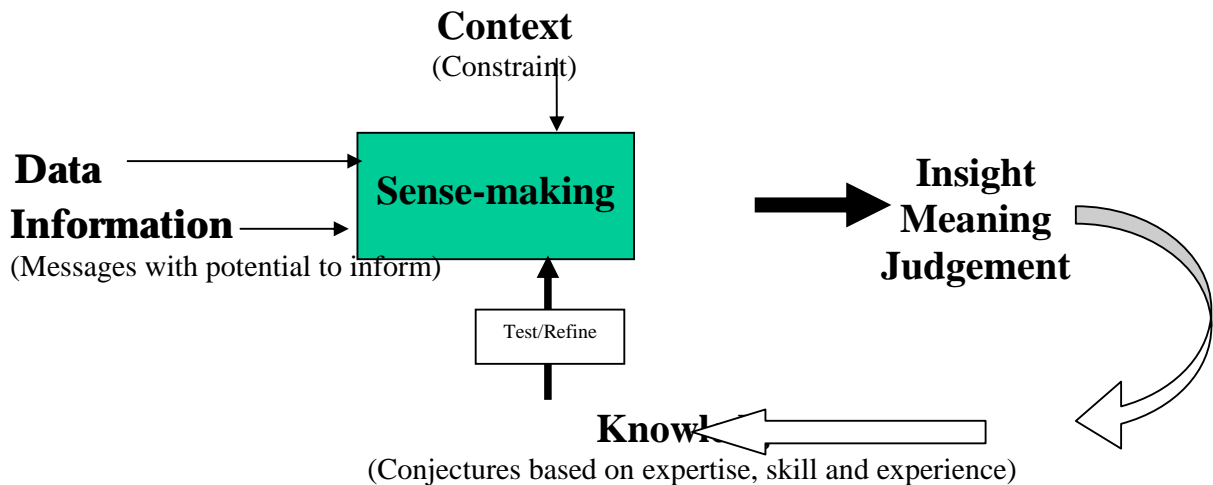 Context
(Constraint)
Data
Sense-making
Information
(Messages with potential to inform)
Insight
Meaning
Judgement
Test/Refine
(Conjectures based on expertise, skill and experience)